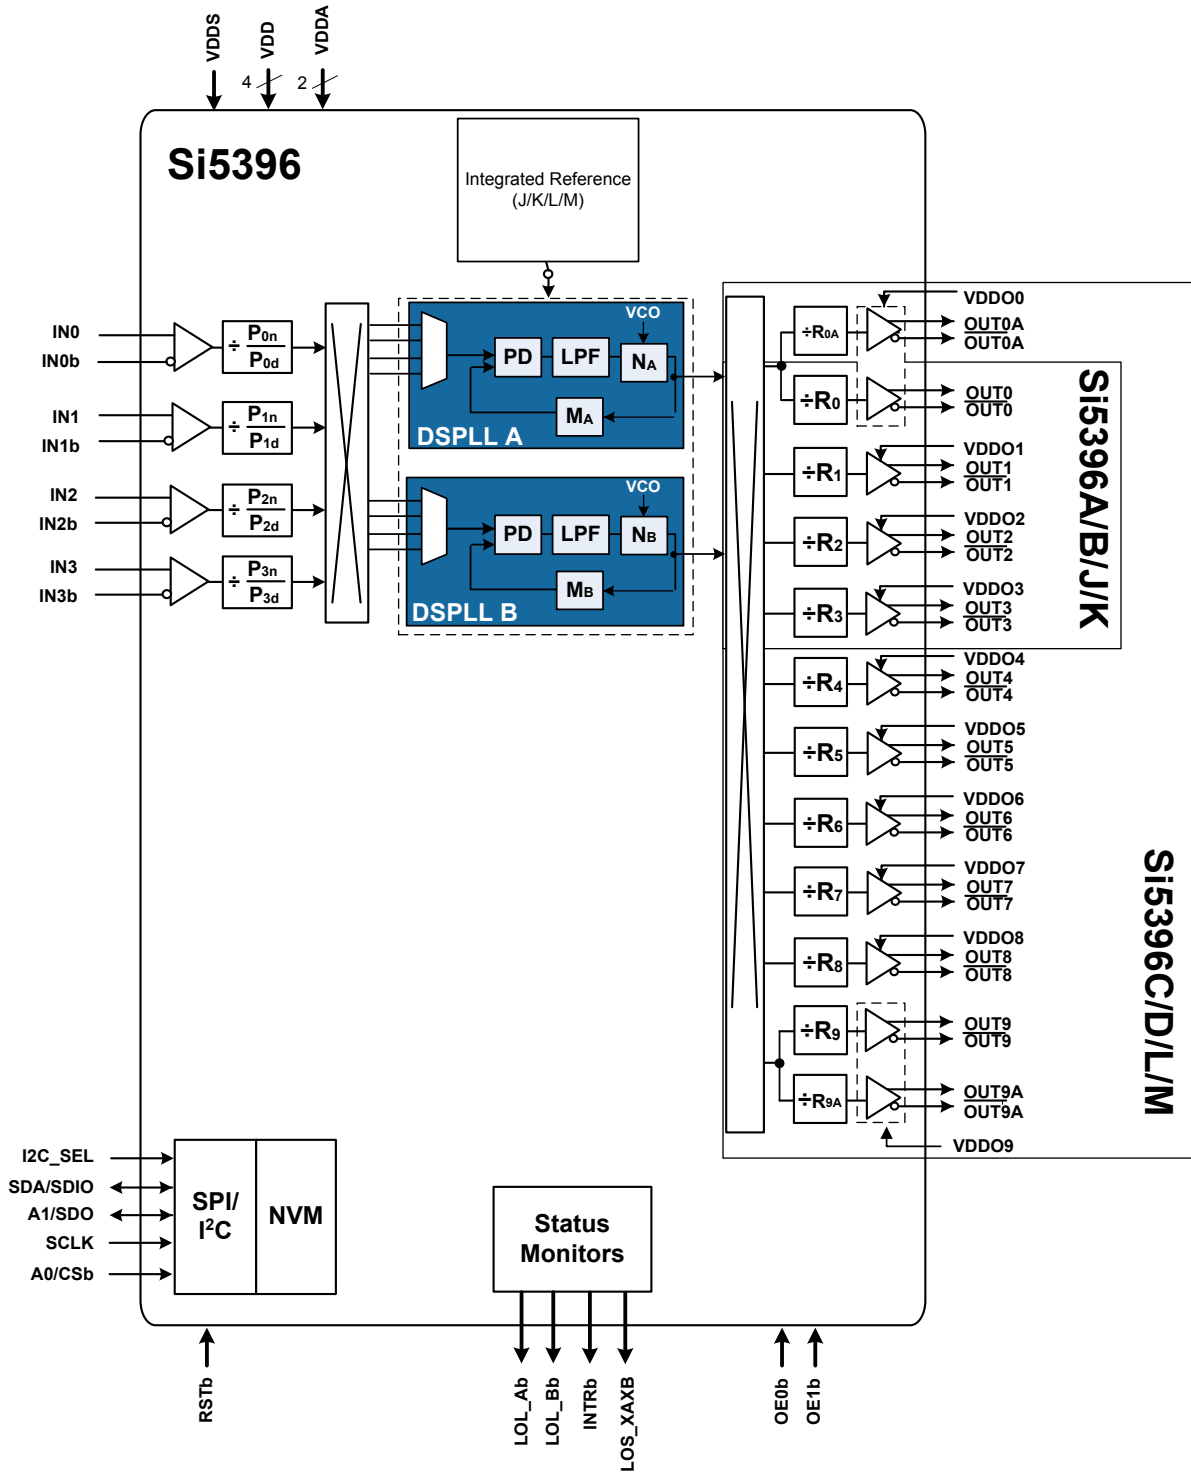 VDDS
VDD
VDDA
4
2
Si5396
Integrated Reference
(J/K/L/M)
IN0
IN0b
÷ P0n
P0d
IN1
IN1b
÷ P1n
P1d
IN2
IN2b
÷ P2n
P2d
IN3
IN3b
÷ P3n
P3d
VCO
PD
LPF
NA
MA
DSPLL A
VCO
PD
LPF
NB
MB
DSPLL B
÷R0A
VDDO0
OUT0A
OUT0A
÷R0
OUT0
OUT0
÷R1
VDDO1
OUT1
OUT1
÷R2
VDDO2
OUT2
OUT2
÷R3
VDDO3
OUT3
OUT3
Si5396A/B/J/K
÷R4
VDDO4
OUT4
OUT4
÷R5
VDDO5
OUT5
OUT5
÷R6
VDDO6
OUT6
OUT6
÷R7
VDDO7
OUT7
OUT7
÷R8
VDDO8
OUT8
OUT8
÷R9
OUT9
OUT9
÷R9A
OUT9A
OUT9A
VDDO9
Si5396C/D/L/M
I2C_SEL
SDA/SDIO
A1/SDO
SCLK
A0/CSb
SPI/
I²C
NVM
Status
Monitors
RSTb
LOL_Ab
LOL_Bb
INTRb
LOS_XAXB
OE0b
OE1b